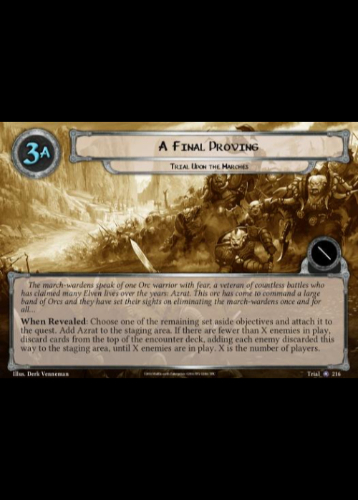 3A
A Final Proving
Trial Upon the Marches
The march-wardens speak of one Orc warrior with fear, a veteran of countless battles who
has claimed many Elven lives over the years: Azrat. This orc has come to command a large
band of Orcs and they have set their sights on eliminating the march-wardens once and for
all...
When Revealed: Choose one of the remaining set aside objectives and attach it to
the quest. Add Azrat to the staging area. If there are fewer than X enemies in play,
discard cards from the top of the encounter deck, adding each enemy discarded this
way to the staging area, until X enemies are in play. X is the number of players.
Illus. Derk Venneman
Trial
216